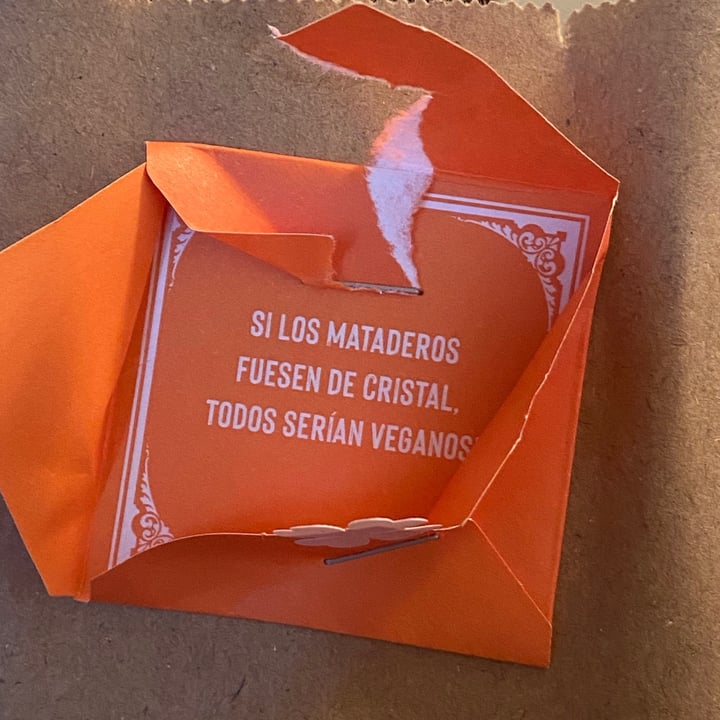 SI LOS MATADEROS
FUESEN DE CRISTAL,
TODOS SERÍAN VEGANOS